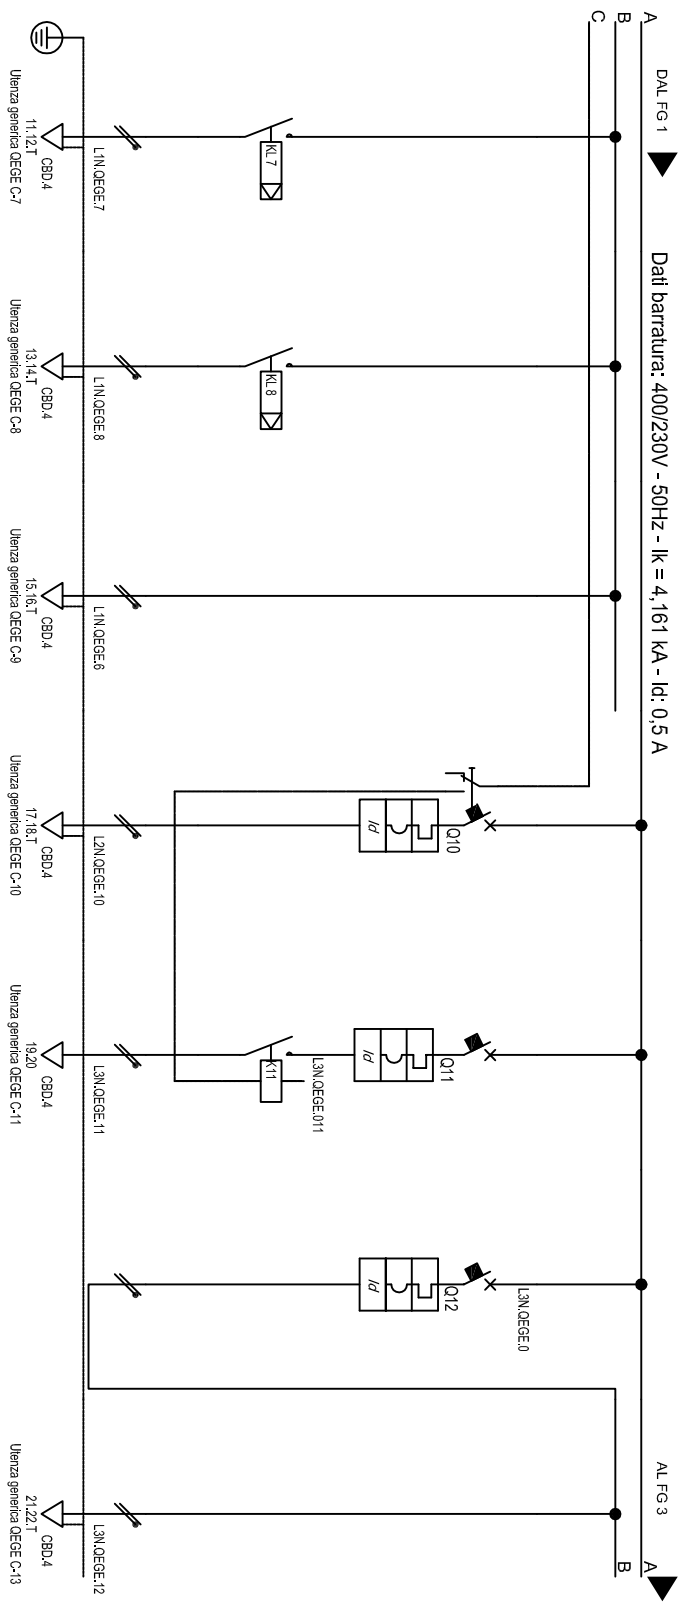 A
B
C
DAL FG 1
Dati barratura: 400/230V - 50Hz - Ik = 4,161 kA - Id: 0,5 A
AL FG 3
A
B
KL 7
L1N.QEGE.7
CBD.4
11.12.T
Utenza generica QEGE C-7
KL 8
L1N.QEGE.8
CBD.4
13.14.T
Utenza generica QEGE C-8
L1N.QEGE.6
CBD.4
15.16.T
Utenza generica QEGE C-9
Q10
Id
L2N.QEGE.10
CBD.4
17.18.T
Utenza generica QEGE C-10
Q11
Id
L3N.QEGE.011
K11
L3N.QEGE.11
CBD.4
19.20
Utenza generica QEGE C-11
L3N.QEGE.0
Q12
Id
L3N.QEGE.12
CBD.4
21.22.T
Utenza generica QEGE C-13